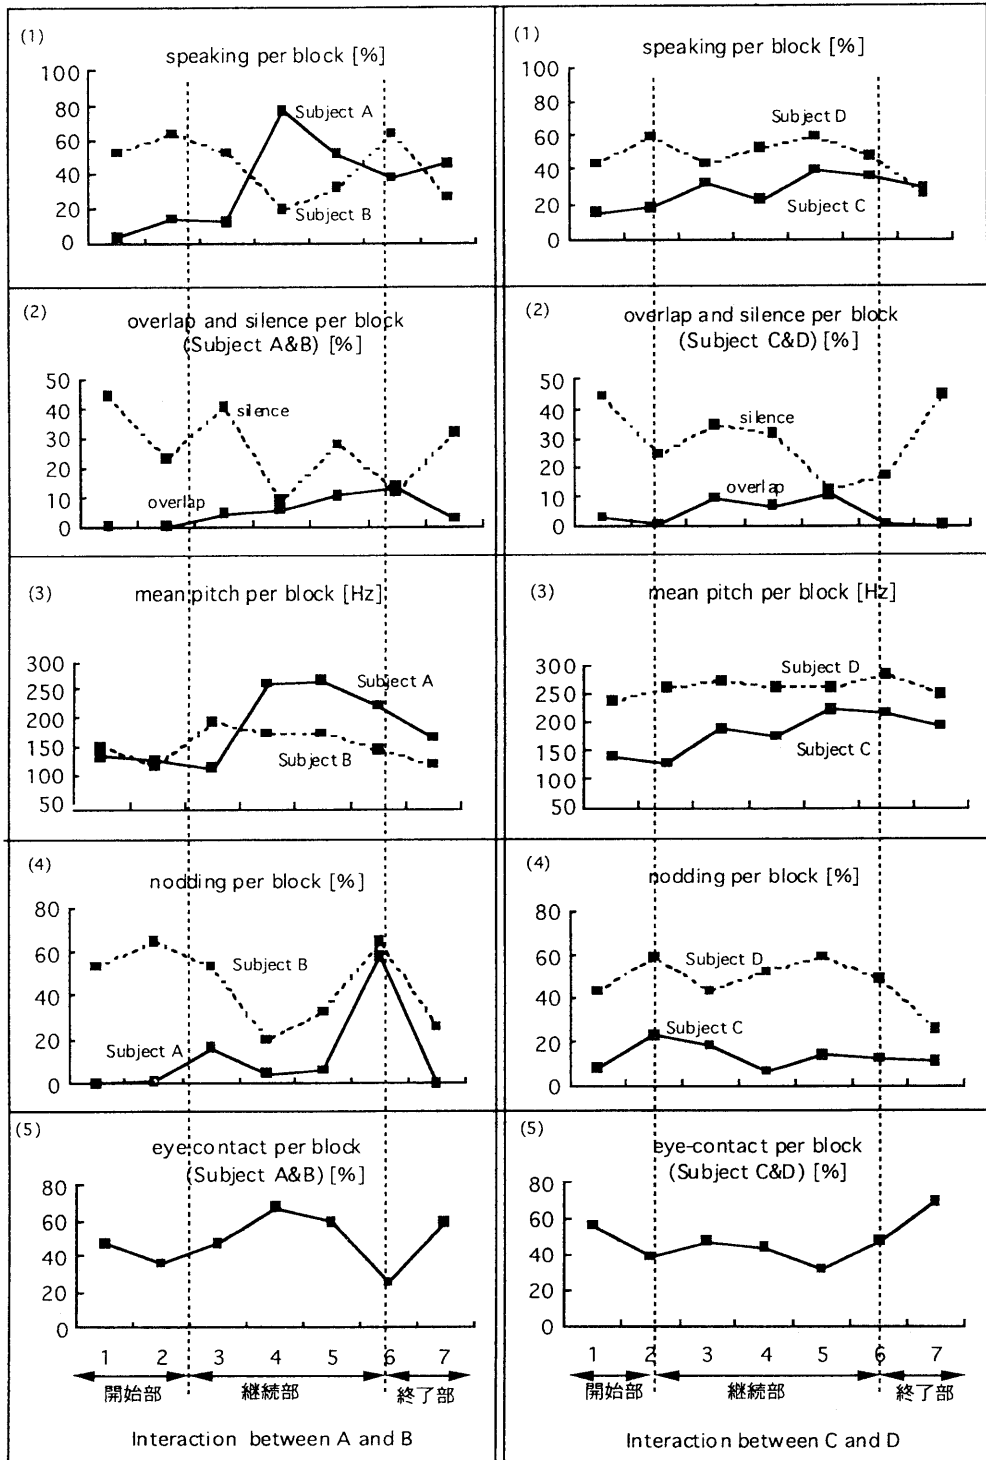 (1)
speaking per block [%]
100
80
60
40
20
0
Subject A
Subject B
(2)
overlap and silence per block
(Subject A&B) [%]
50
40
30
20
10
0
silence
overlap
(3)
mean pitch per block [Hz]
300
250
200
150
100
50
Subject A
Subject B
(4)
nodding per block [%]
80
60
40
20
0
Subject B
Subject A
(5)
eye-contact per block
(Subject A&B) [%]
80
60
40
20
0
1 2 3 4 5 6 7
開始部 継続部 終了部
Interaction between A and B
(1)
speaking per block [%]
100
80
60
40
20
0
Subject D
Subject C
(2)
overlap and silence per block
(Subject C&D) [%]
50
40
30
20
10
0
silence
overlap
(3)
mean pitch per block [Hz]
300
250
200
150
100
50
Subject D
Subject C
(4)
nodding per block [%]
80
60
40
20
0
Subject D
Subject C
(5)
eye-contact per block
(Subject C&D) [%]
80
60
40
20
0
1 2 3 4 5 6 7
開始部 継続部 終了部
Interaction between C and D